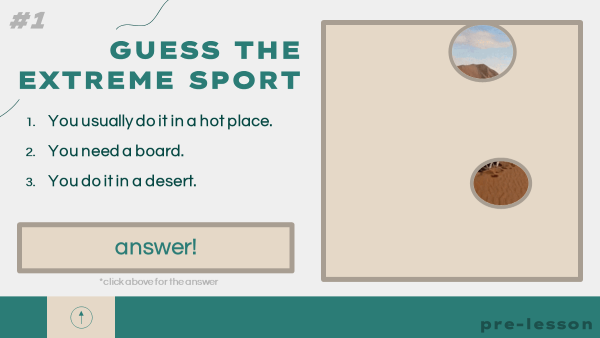 #1
GUESS THE
EXTREME SPORT
1. You usually do it in a hot place.
2. You need a board.
3. You do it in a desert.
answer!
*click above for the answer
pre-lesson